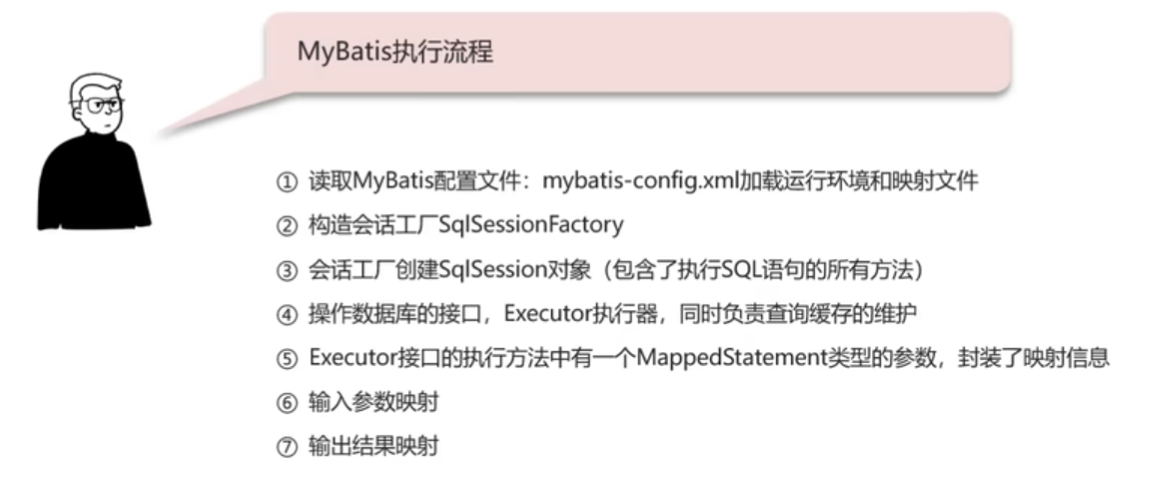 MyBatis执行流程
① 读取MyBatis配置文件：mybatis-config.xml加载运行环境和映射文件
② 构造会话工厂SqlSessionFactory
③ 会话工厂创建SqlSession对象（包含了执行SQL语句的所有方法）
④ 操作数据库的接口，Executor执行器，同时负责查询缓存的维护
⑤ Executor接口的执行方法中有一个MappedStatement类型的参数，封装了映射信息
⑥ 输入参数映射
⑦ 输出结果映射